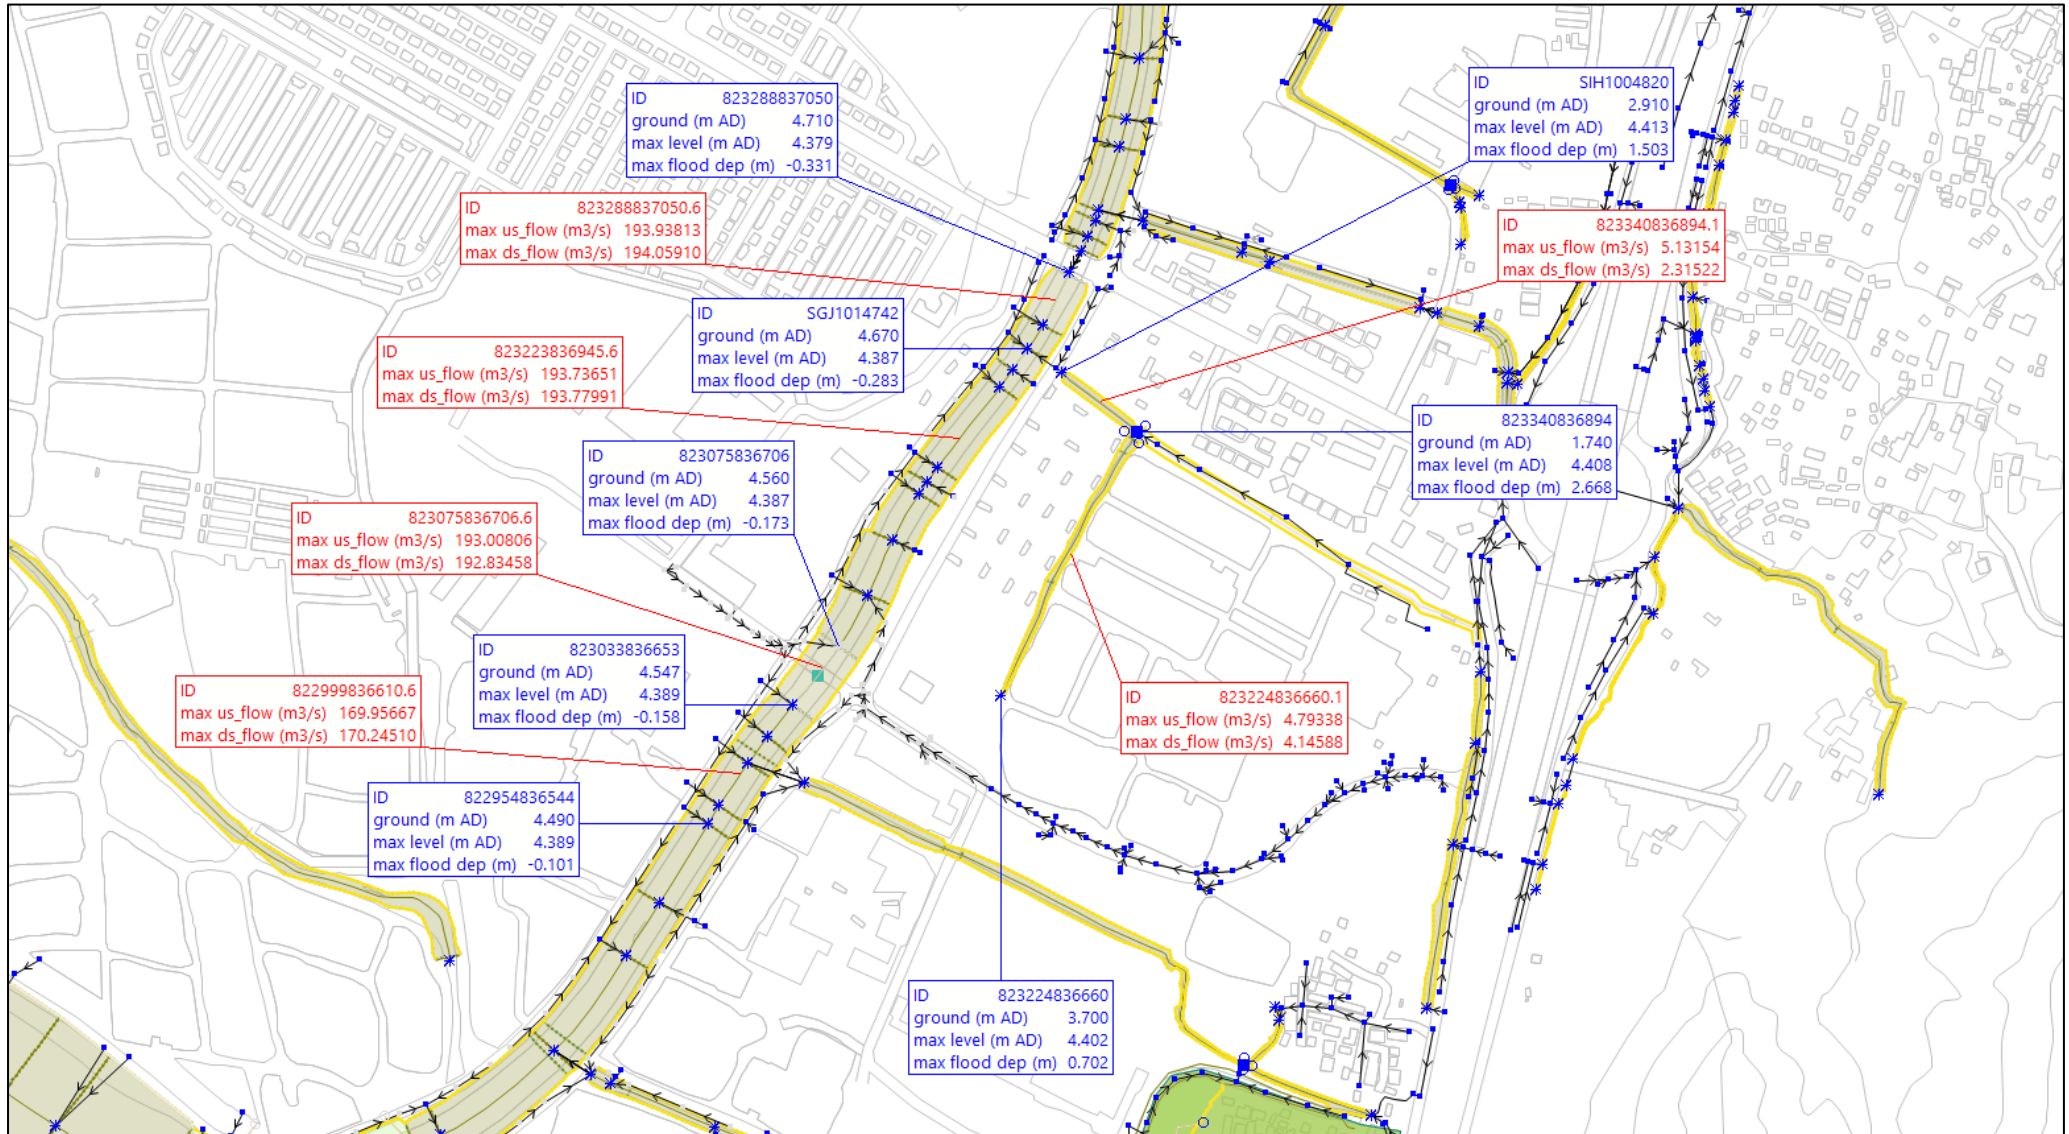 ID 823288837050
ground (m AD) 4.710
max level (m AD) 4.379
max flood dep (m) -0.331
ID SIH1004820
ground (m AD) 2.910
max level (m AD) 4.413
max flood dep (m) 1.503
ID 823288837050.6
max us_flow (m3/s) 193.93813
max ds_flow (m3/s) 194.05910
ID 823340836894.1
max us_flow (m3/s) 5.13154
max ds_flow (m3/s) 2.31522
ID SGJ1014742
ground (m AD) 4.670
max level (m AD) 4.387
max flood dep (m) -0.283
ID 823223836945.6
max us_flow (m3/s) 193.73651
max ds_flow (m3/s) 193.77991
ID 823340836894
ground (m AD) 1.740
max level (m AD) 4.408
max flood dep (m) 2.668
ID 823075836706
ground (m AD) 4.560
max level (m AD) 4.387
max flood dep (m) -0.173
ID 823075836706.6
max us_flow (m3/s) 193.00806
max ds_flow (m3/s) 192.83458
ID 823033836653
ground (m AD) 4.547
max level (m AD) 4.389
max flood dep (m) -0.158
ID 822999836610.6
max us_flow (m3/s) 169.95667
max ds_flow (m3/s) 170.24510
ID 823224836660.1
max us_flow (m3/s) 4.79338
max ds_flow (m3/s) 4.14588
ID 822954836544
ground (m AD) 4.490
max level (m AD) 4.389
max flood dep (m) -0.101
ID 823224836660
ground (m AD) 3.700
max level (m AD) 4.402
max flood dep (m) 0.702